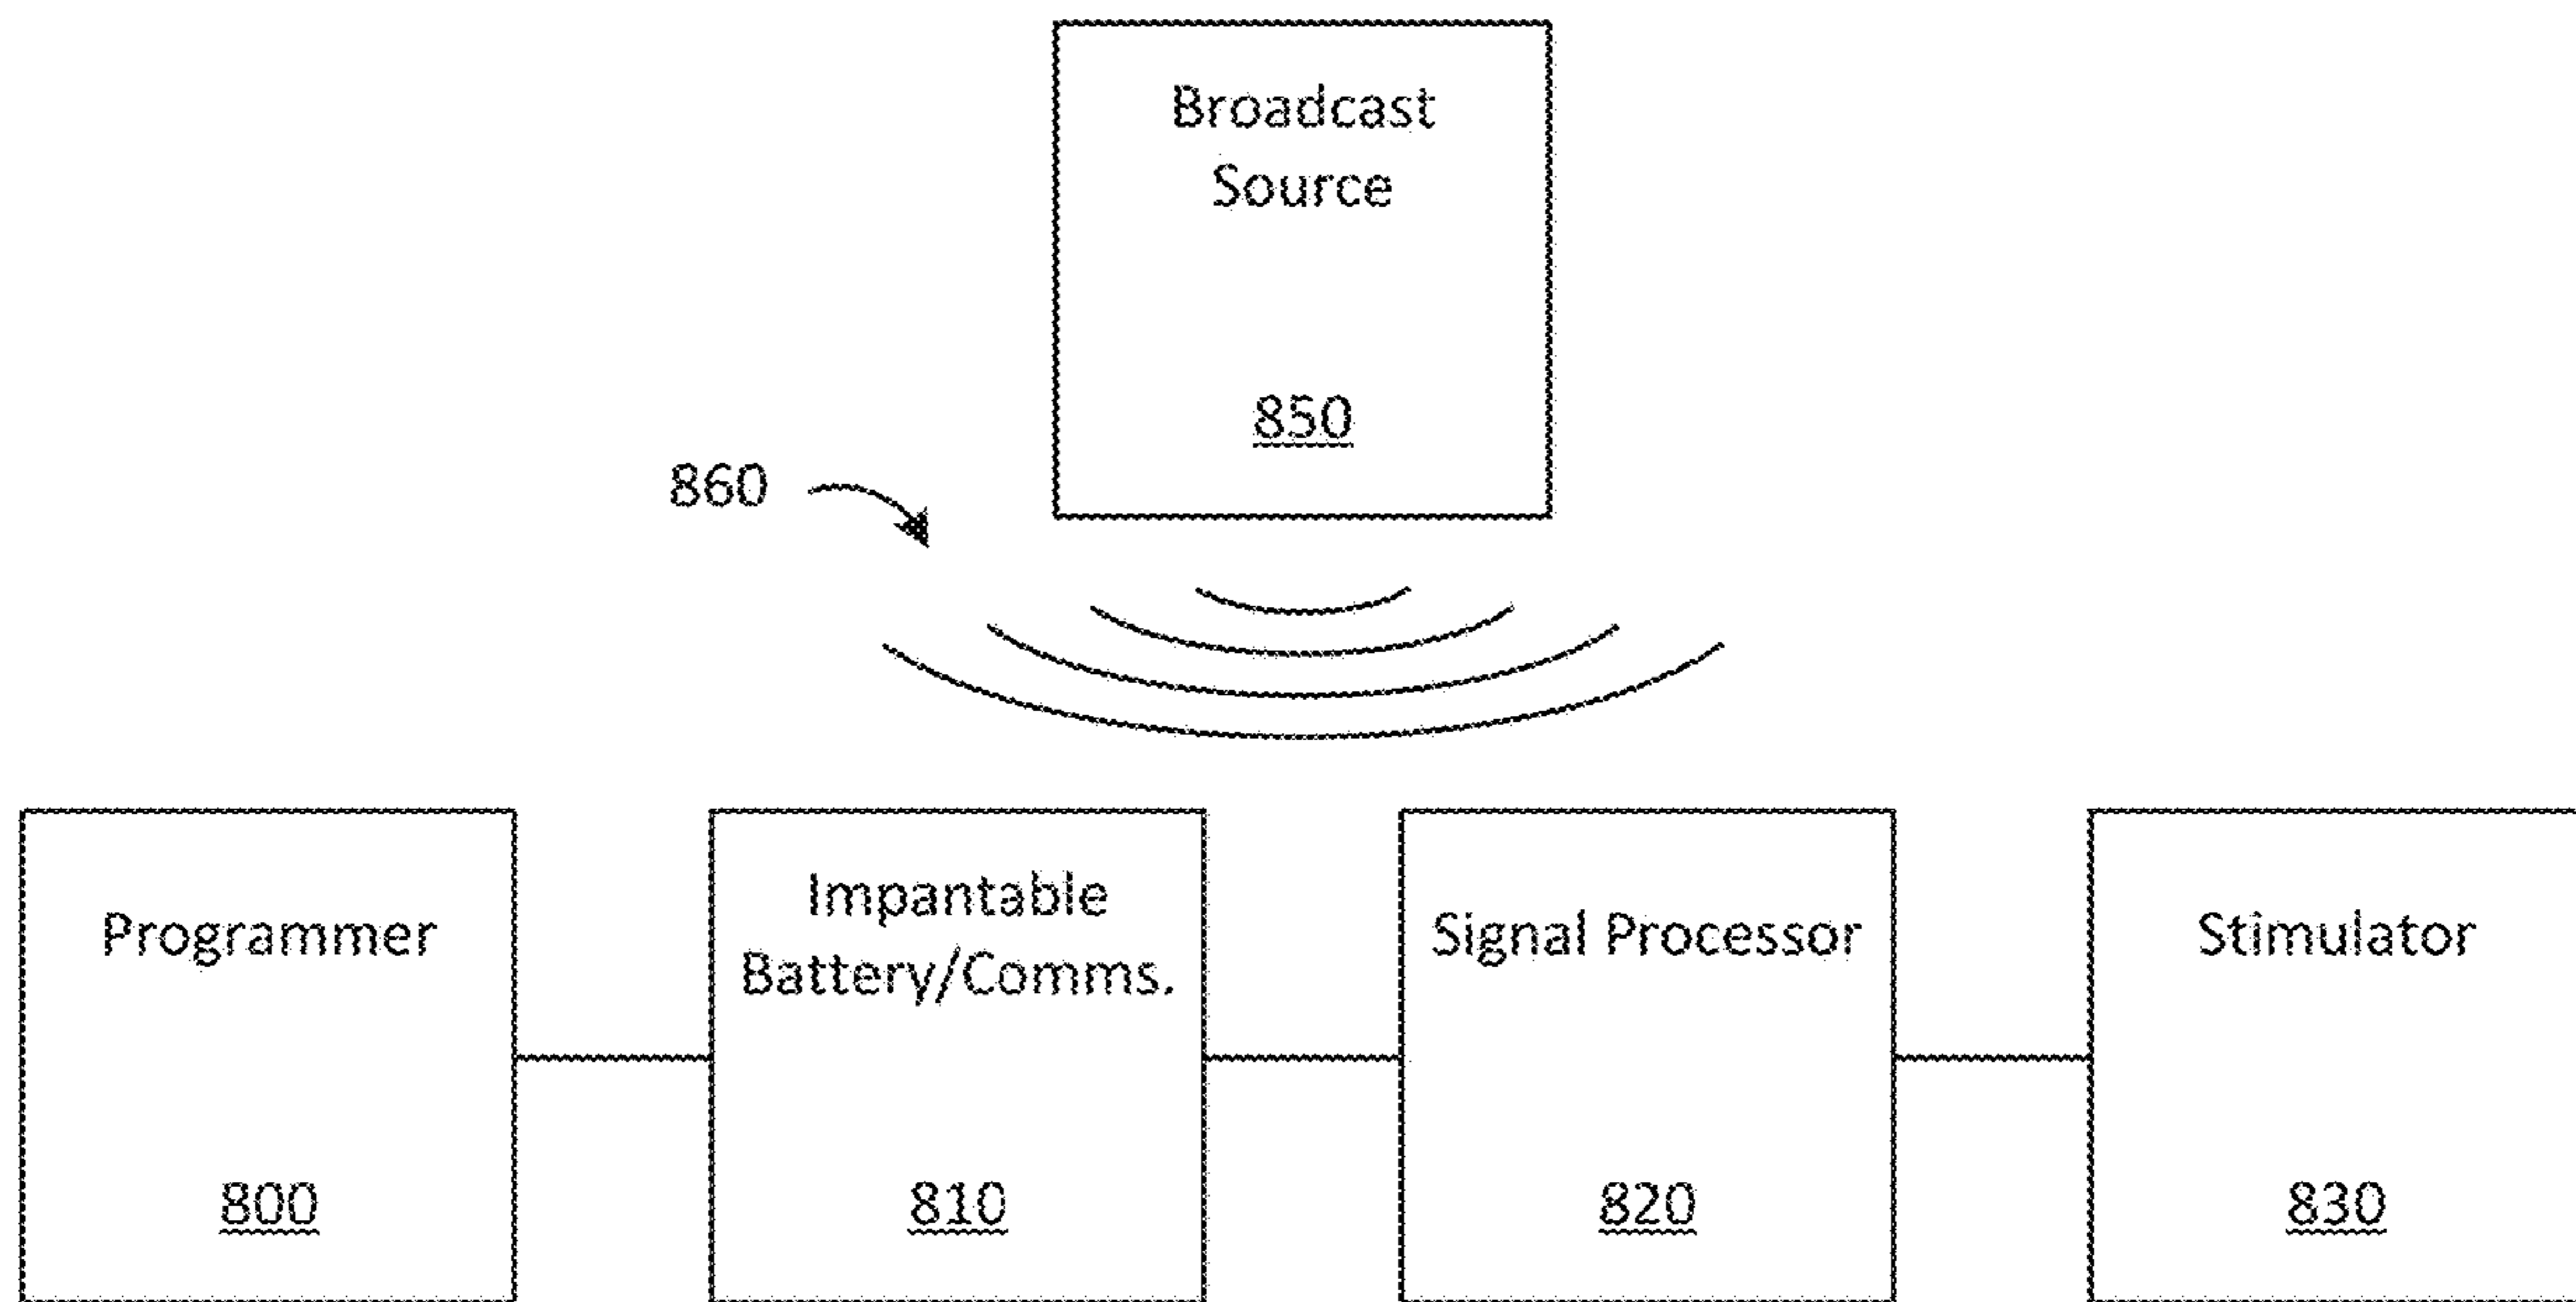 Broadcast
Source
850
860
Programmer
800
Impantable
Battery/Comms.
810
Signal Processor
820
Stimulator
830